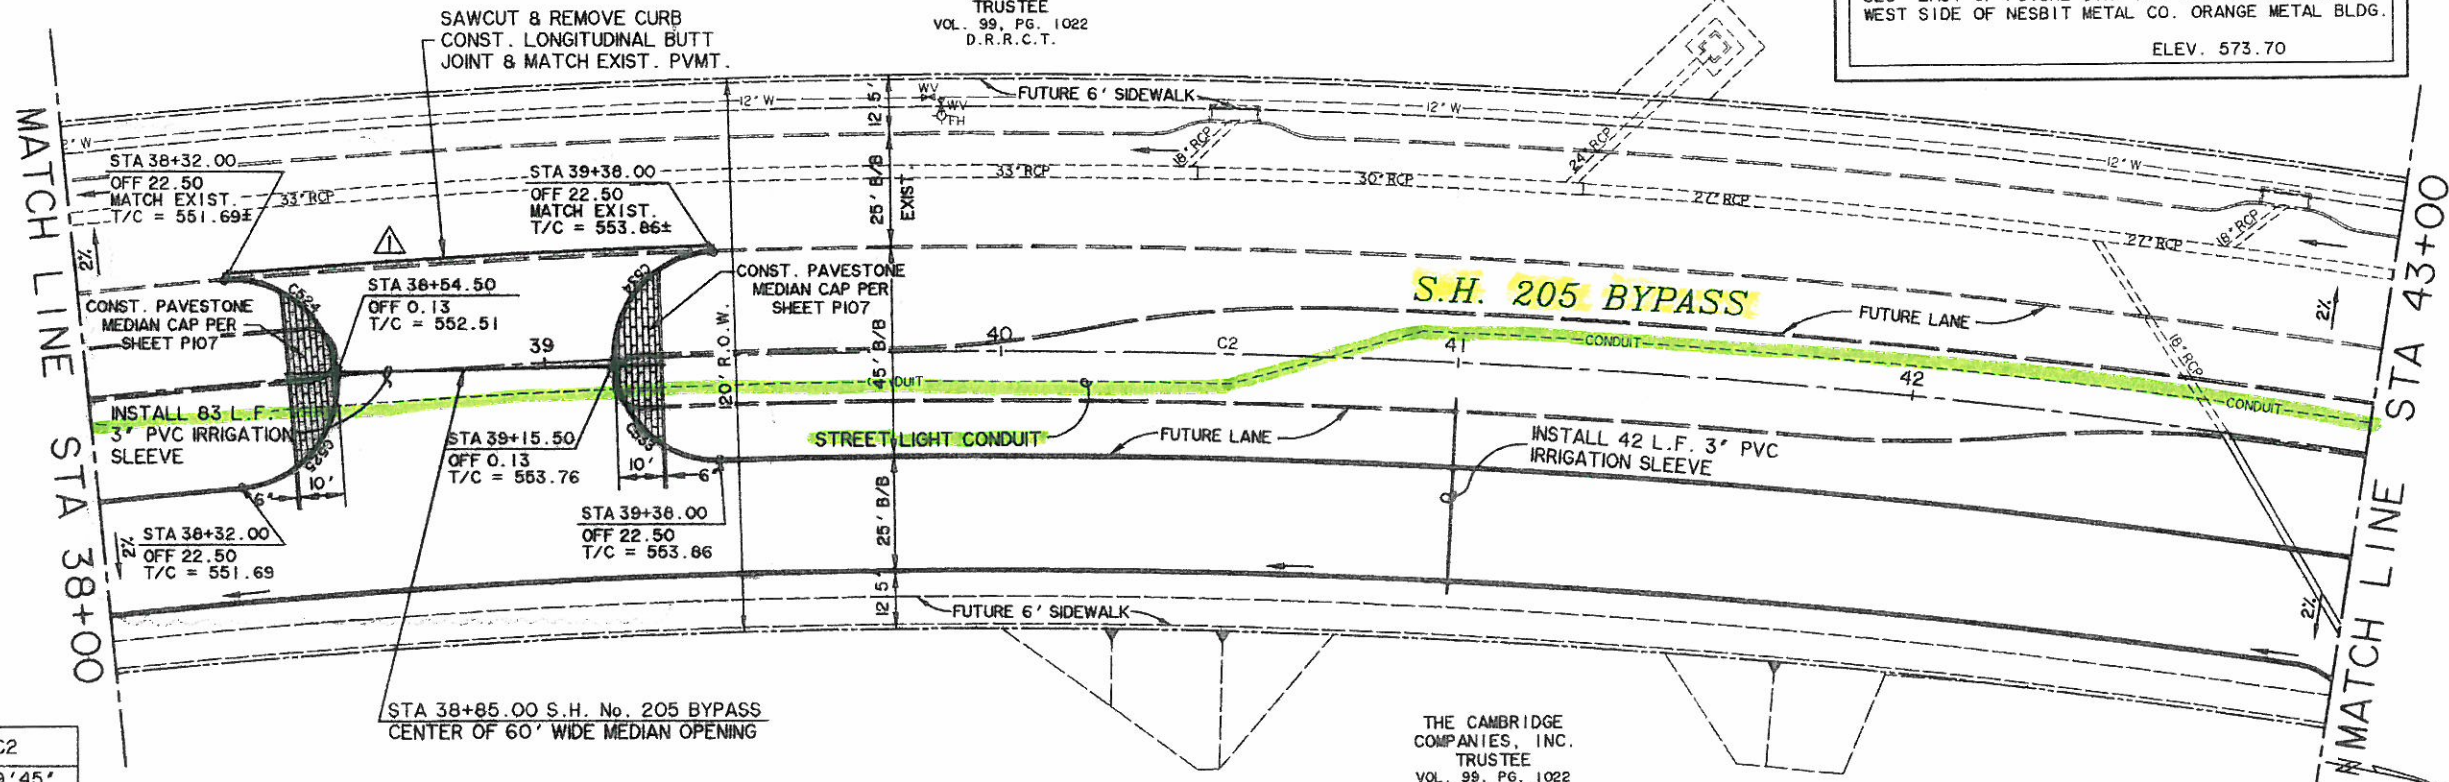 SAWCUT & REMOVE CURB
CONST. LONGITUDINAL BUTT
JOINT & MATCH EXIST. PVMT.
TRUSTEE
VOL. 99, PG. 1022
D.R.R.C.T.
WEST SIDE OF NESBIT METAL CO. ORANGE METAL BLDG.
ELEV. 573.70
MATCH LINE STA 38+00
12" W
12.5'
WV
WV
FH
FUTURE 6' SIDEWALK
12" W
12" W
STA 38+32.00
OFF 22.50
MATCH EXIST.
T/C = 551.69±
33" RCP
STA 39+38.00
OFF 22.50
MATCH EXIST.
T/C = 553.86±
25' B/B
EXIST
33" RCP
18" RCP
30" RCP
24" RCP
27" RCP
27" RCP
18" RCP
2%
1
CONST. PAVESTONE
MEDIAN CAP PER
SHEET P107
C524
STA 38+54.50
OFF 0.13
T/C = 552.51
C534
CONST. PAVESTONE
MEDIAN CAP PER
SHEET P107
S.H. 205 BYPASS
FUTURE LANE
2%
39
40
C2
41
42
CONDUIT
18" RCP
120' R.O.W.
45' B/B
CONDUIT
INSTALL 83 L.F.
3" PVC IRRIGATION
SLEEVE
C525
6"
10'
STA 39+15.50
OFF 0.13
T/C = 553.76
C533
10'
6"
STREET LIGHT CONDUIT
FUTURE LANE
INSTALL 42 L.F. 3" PVC
IRRIGATION SLEEVE
STA 38+32.00
OFF 22.50
T/C = 551.69
2%
STA 39+38.00
OFF 22.50
T/C = 553.86
25' B/B
12.5'
FUTURE 6' SIDEWALK
2%
MATCH LINE STA 43+00
STA 38+85.00 S.H. No. 205 BYPASS
CENTER OF 60' WIDE MEDIAN OPENING
THE CAMBRIDGE
COMPANIES, INC.
TRUSTEE
VOL. 99, PG. 1022
C2
9'45"
N